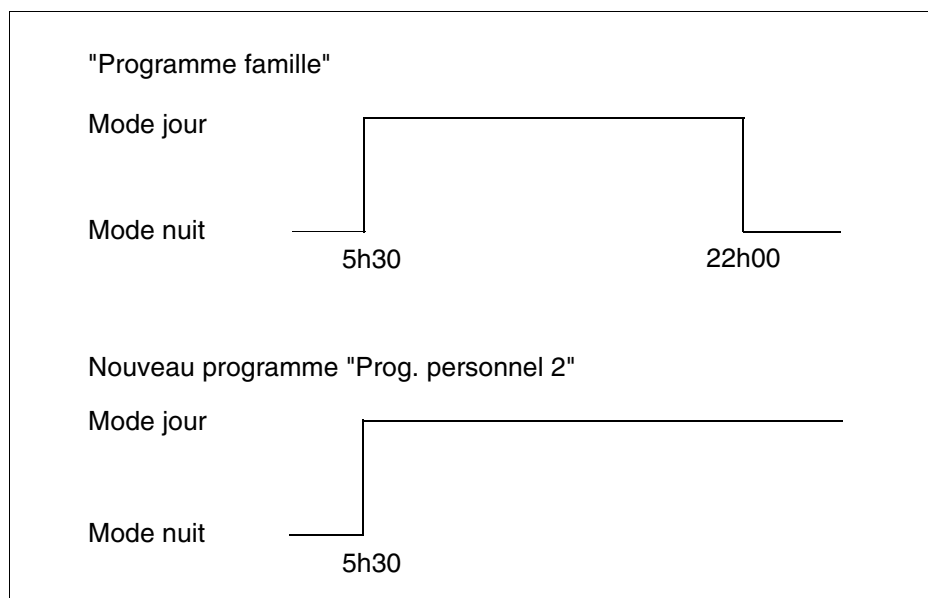 "Programme famille"
Mode jour
Mode nuit
5h30 22h00
Nouveau programme "Prog. personnel 2"
Mode jour
Mode nuit
5h30